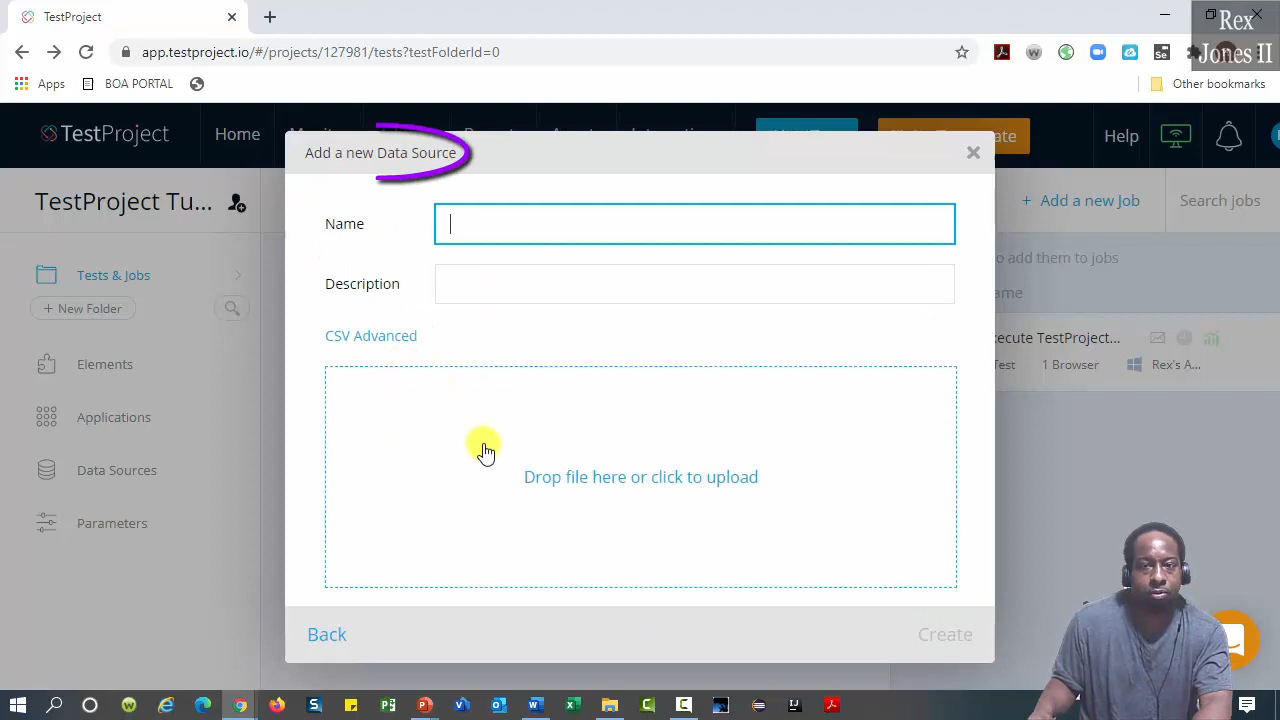 TestProject
Rex
Jones II
app.testproject.io/#/projects/127981/tests?testFolderId=0
Apps BOA PORTAL Other bookmarks
TestProject Home Help
Add a new Data Source
TestProject Tu... + Add a new Job Search jobs
Name
Tests & Jobs to add them to jobs
+ New Folder
Description
CSV Advanced
Elements TestProject...
Test 1 Browser Rex's A...
Applications
Data Sources
Drop file here or click to upload
Parameters
Back Create